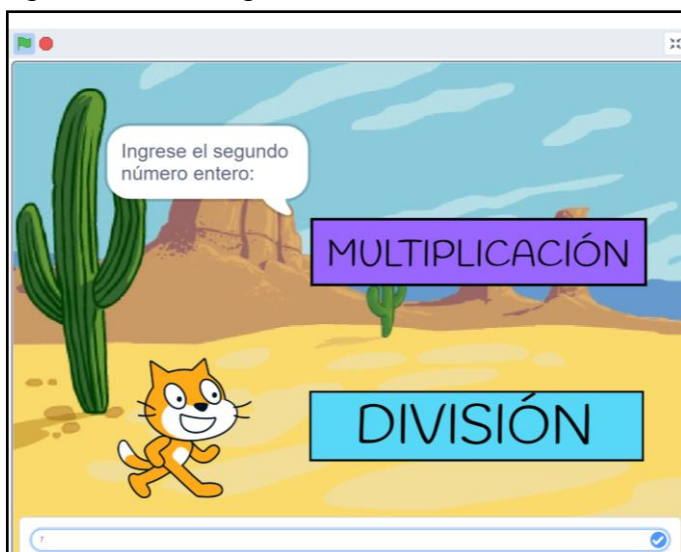 Ingrese el segundo
número entero:
MULTIPLICACIÓN
DIVISIÓN